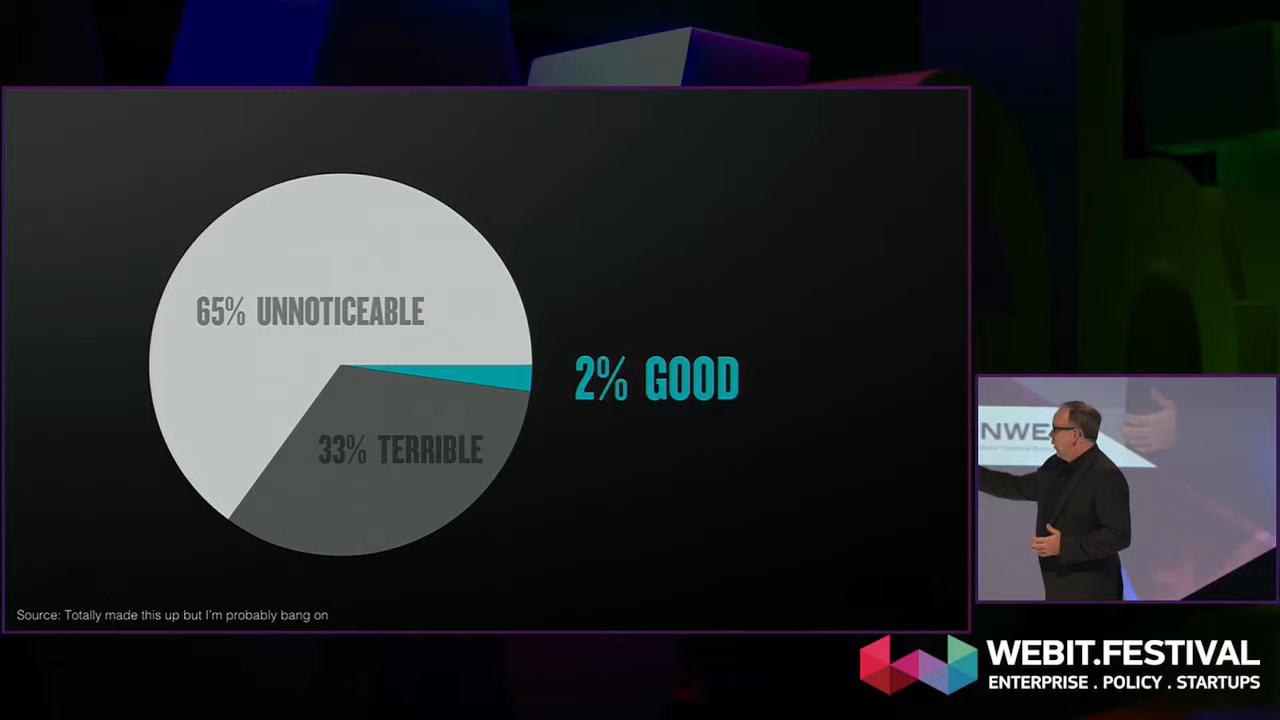 65% UNNOTICEABLE
2% GOOD
33% TERRIBLE
Source: Totally made this up but I'm probably bang on
NWE
WEBIT.FESTIVAL
ENTERPRISE . POLICY . STARTUPS